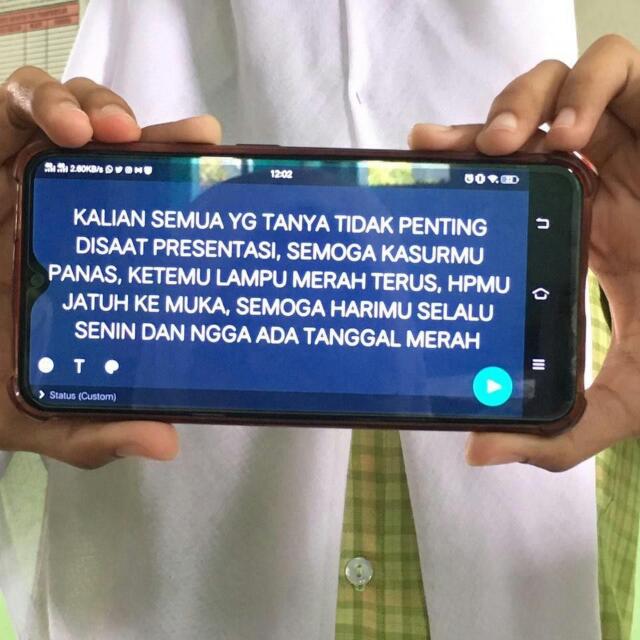 2.60KB/s
12:02
KALIAN SEMUA YG TANYA TIDAK PENTING
DISAAT PRESENTASI, SEMOGA KASURMU
PANAS, KETEMU LAMPU MERAH TERUS, HPMU
JATUH KE MUKA, SEMOGA HARIMU SELALU
SENIN DAN NGGA ADA TANGGAL MERAH
T
Status (Custom)